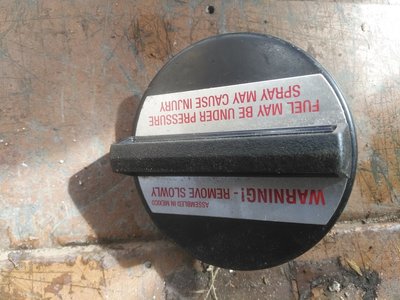 WARNING! - REMOVE SLOWLY
ASSEMBLED IN MEXICO
FUEL MAY BE UNDER PRESSURE
SPRAY MAY CAUSE INJURY